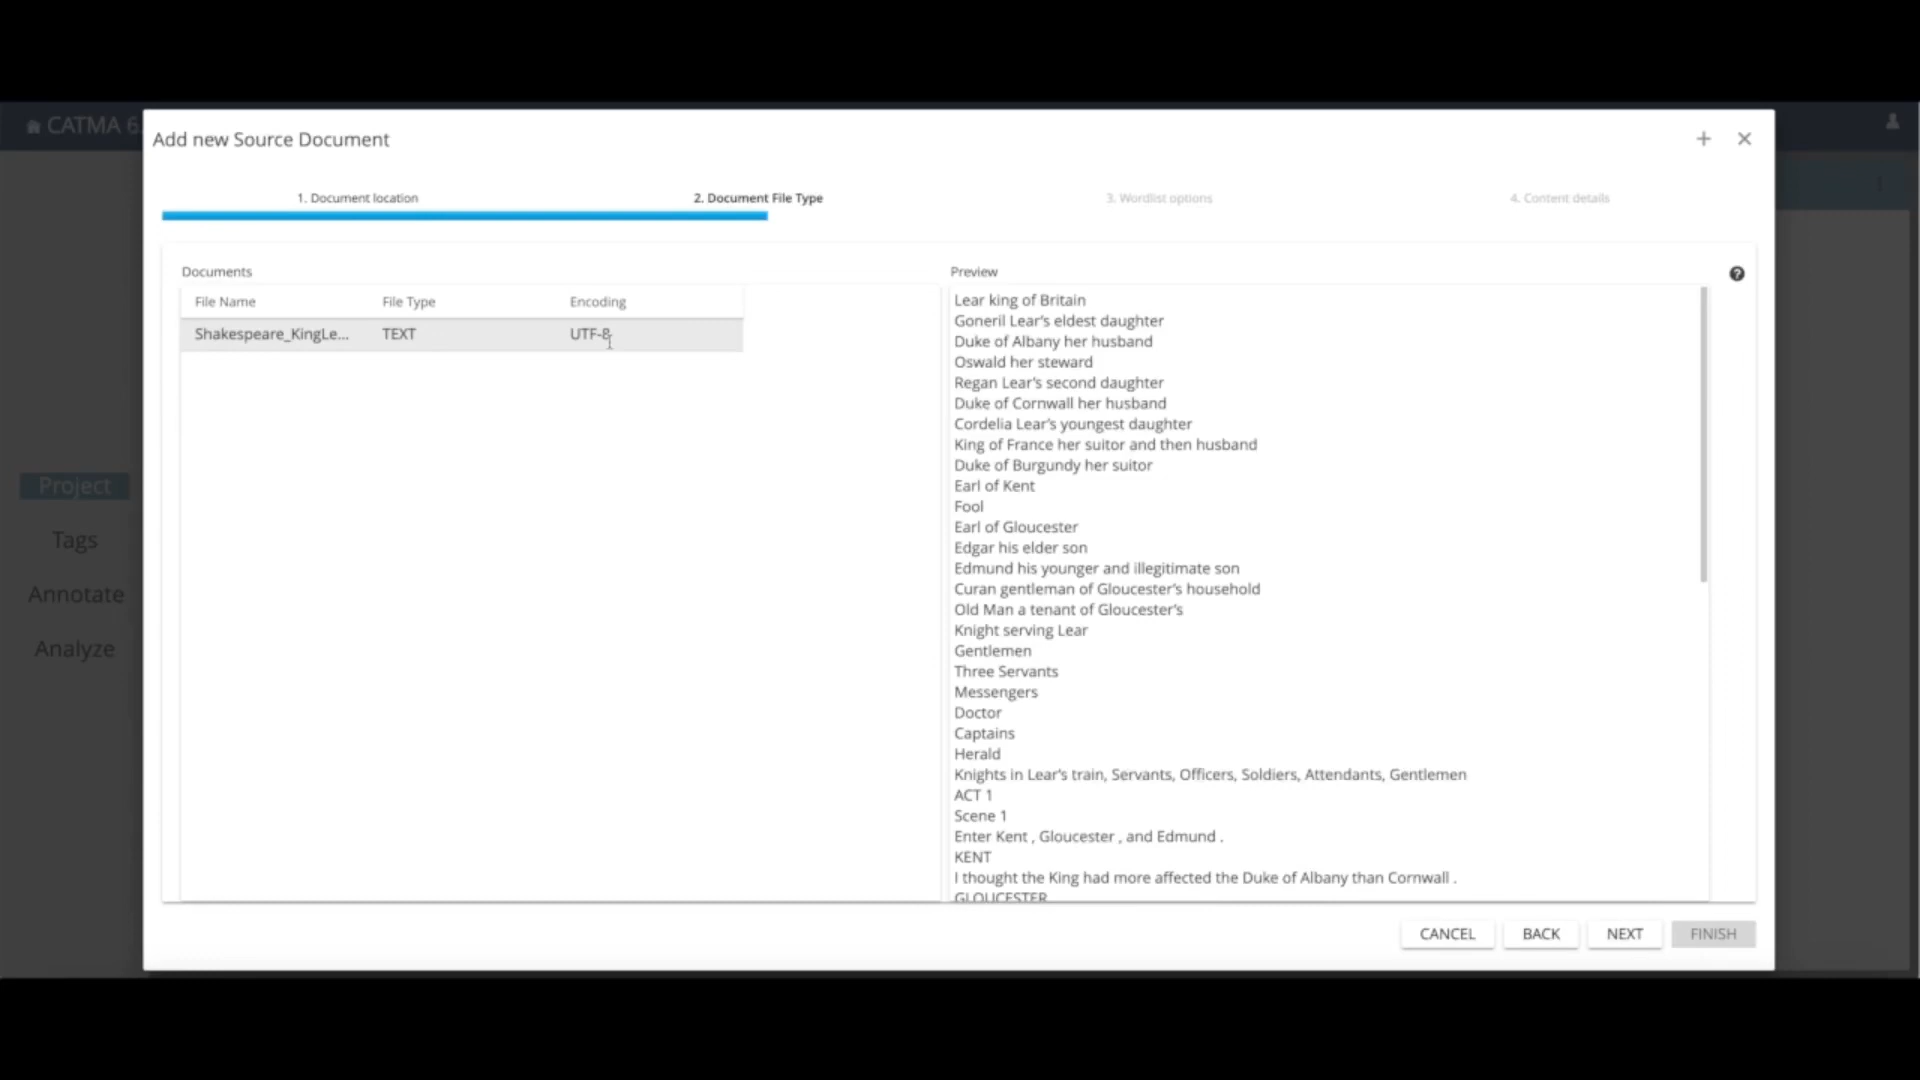 CATMA 6.
Add new Source Document
1. Document location
2. Document File Type
3. Wordlist options
4. Content details
Documents
File Name File Type Encoding
Shakespeare_KingLe... TEXT UTF-8
Preview
Lear king of Britain
Goneril Lear's eldest daughter
Duke of Albany her husband
Oswald her steward
Regan Lear's second daughter
Duke of Cornwall her husband
Cordelia Lear's youngest daughter
King of France her suitor and then husband
Duke of Burgundy her suitor
Earl of Kent
Fool
Earl of Gloucester
Edgar his elder son
Edmund his younger and illegitimate son
Curan gentleman of Gloucester's household
Old Man a tenant of Gloucester's
Knight serving Lear
Gentlemen
Three Servants
Messengers
Doctor
Captains
Herald
Knights in Lear's train, Servants, Officers, Soldiers, Attendants, Gentlemen
ACT 1
Scene 1
Enter Kent , Gloucester , and Edmund .
KENT
I thought the King had more affected the Duke of Albany than Cornwall .
GLOUCESTER
Project
Tags
Annotate
Analyze
CANCEL
BACK
NEXT
FINISH